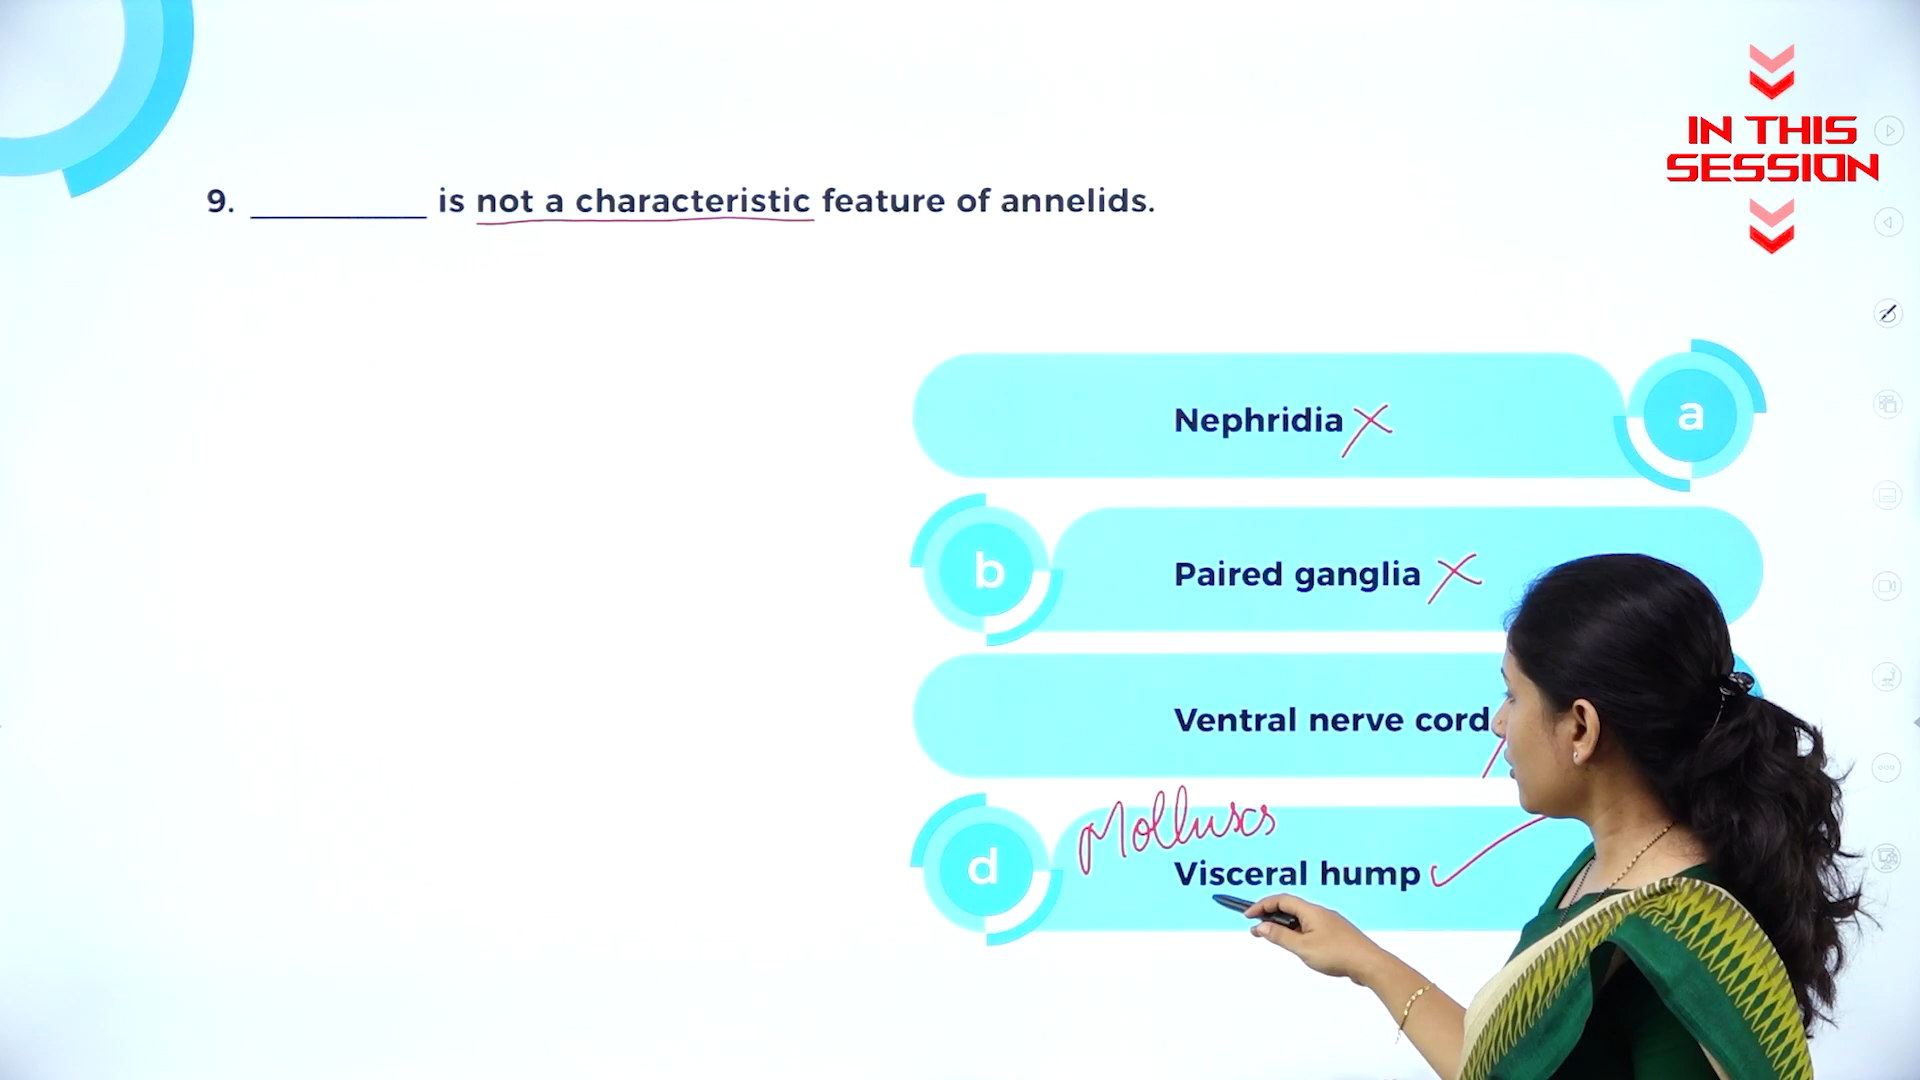 IN THIS
SESSION
9. __________ is not a characteristic feature of annelids.
Nephridia
a
b
Paired ganglia
Ventral nerve cord
Molluscs
d
Visceral hump